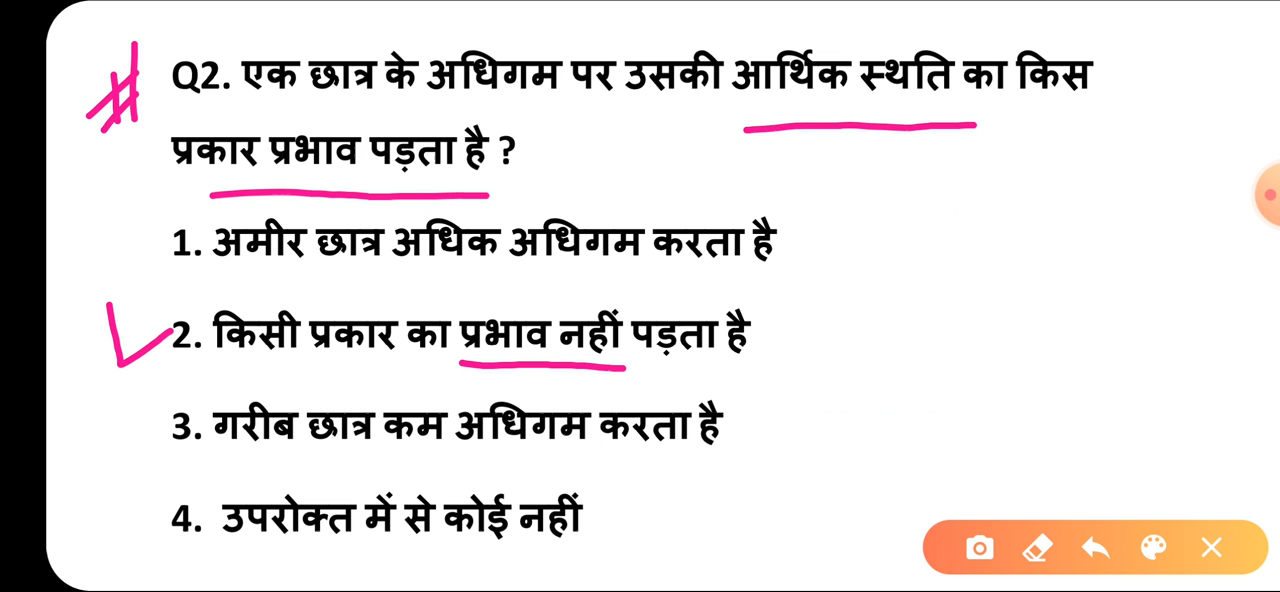 Q2. एक छात्र के अधिगम पर उसकी आर्थिक स्थति का किस
प्रकार प्रभाव पड़ता है ?
1. अमीर छात्र अधिक अधिगम करता है
2. किसी प्रकार का प्रभाव नहीं पड़ता है
3. गरीब छात्र कम अधिगम करता है
4. उपरोक्त में से कोई नहीं